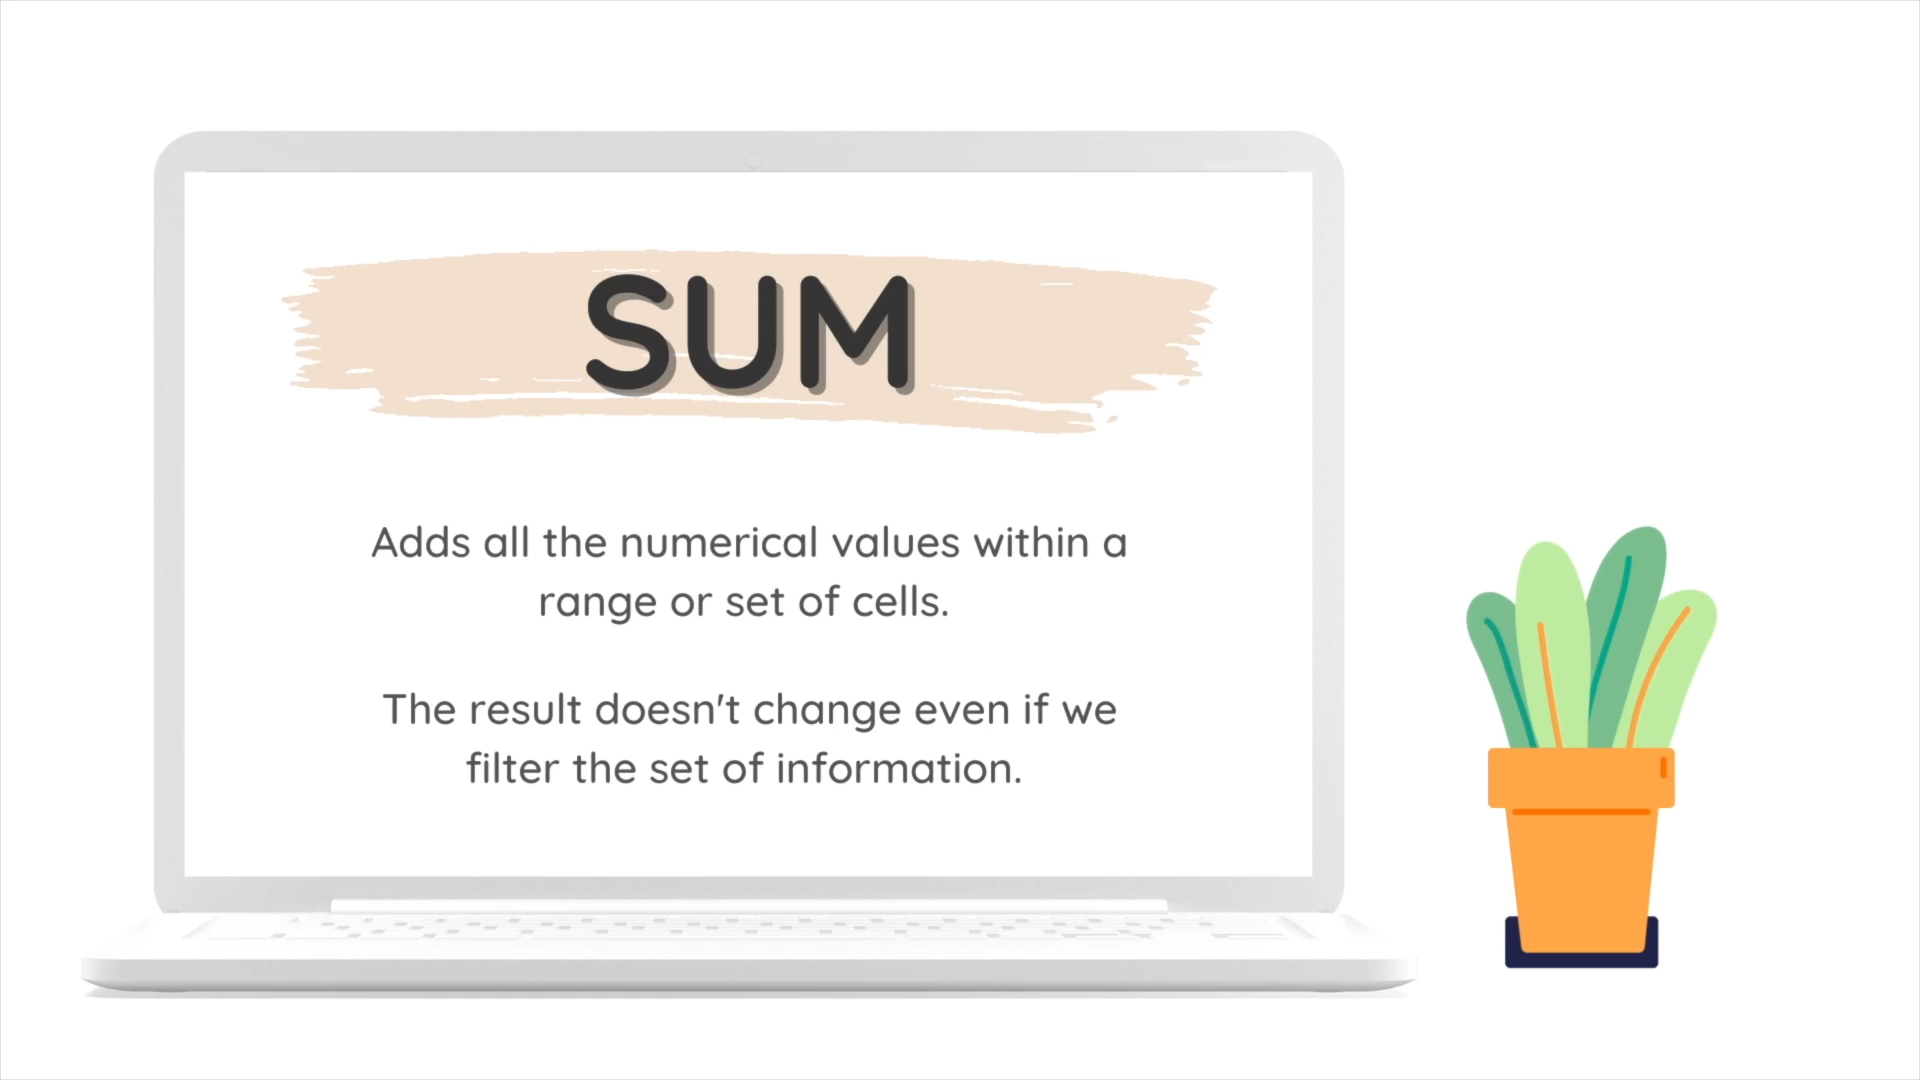 SUM
Adds all the numerical values within a
range or set of cells.
The result doesn't change even if we
filter the set of information.